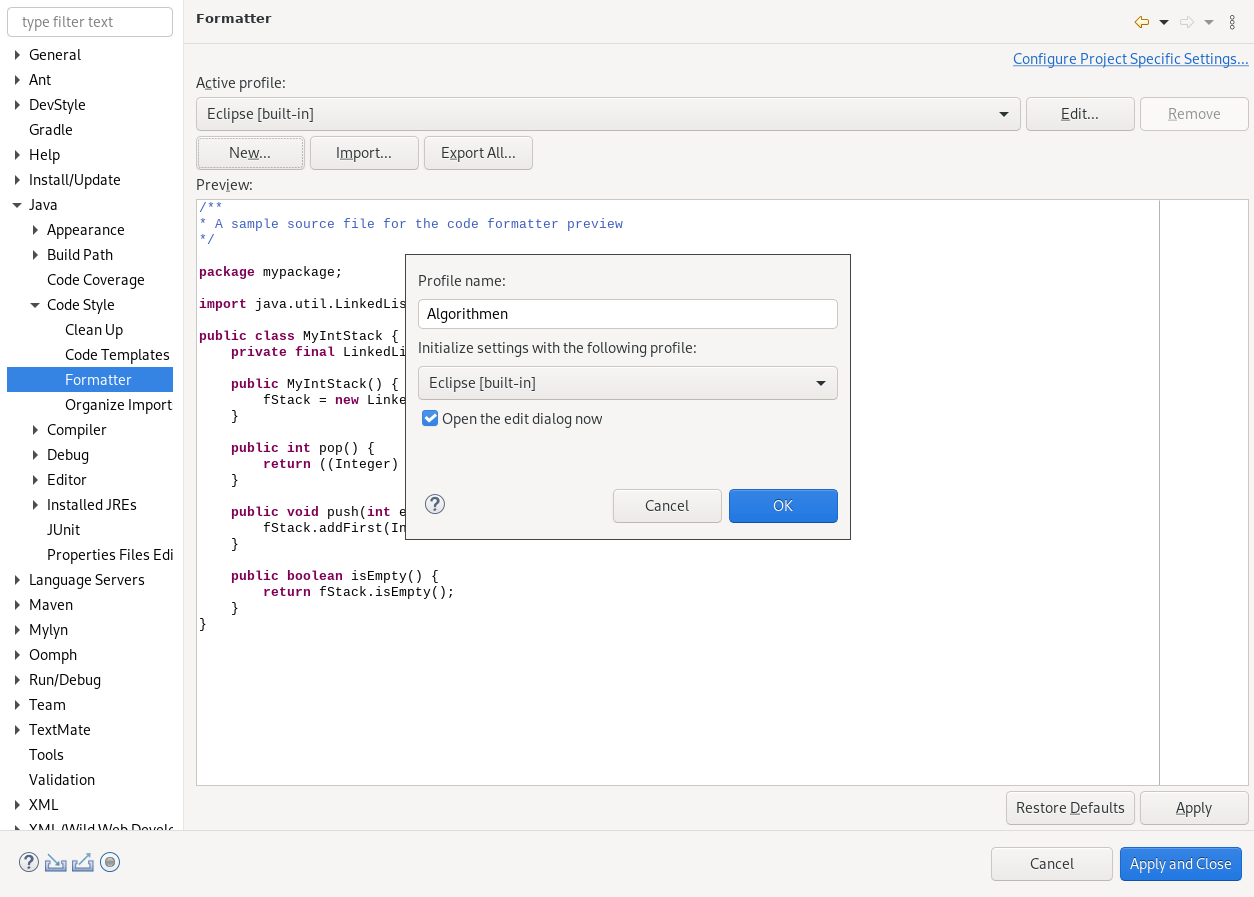 type filter text
General
Ant
DevStyle
Gradle
Help
Install/Update
Java
Appearance
Build Path
Code Coverage
Code Style
Clean Up
Code Templates
Formatter
Organize Import
Compiler
Debug
Editor
Installed JREs
JUnit
Properties Files Edi
Language Servers
Maven
Mylyn
Oomph
Run/Debug
Team
TextMate
Tools
Validation
XML
XML(Wild Web Develo
Formatter
Configure Project Specific Settings...
Active profile:
Eclipse [built-in]
Edit...
Remove
New...
Import...
Export All...
Preview:
/**
* A sample source file for the code formatter preview
*/
package mypackage;
import java.util.LinkedLis
public class MyIntStack {
private final LinkedLi
public MyIntStack() {
fStack = new Linke
}
public int pop() {
return ((Integer)
}
public void push(int e
fStack.addFirst(In
}
public boolean isEmpty() {
return fStack.isEmpty();
}
}
Profile name:
Algorithmen
Initialize settings with the following profile:
Eclipse [built-in]
Open the edit dialog now
Cancel
OK
Restore Defaults
Apply
Cancel
Apply and Close